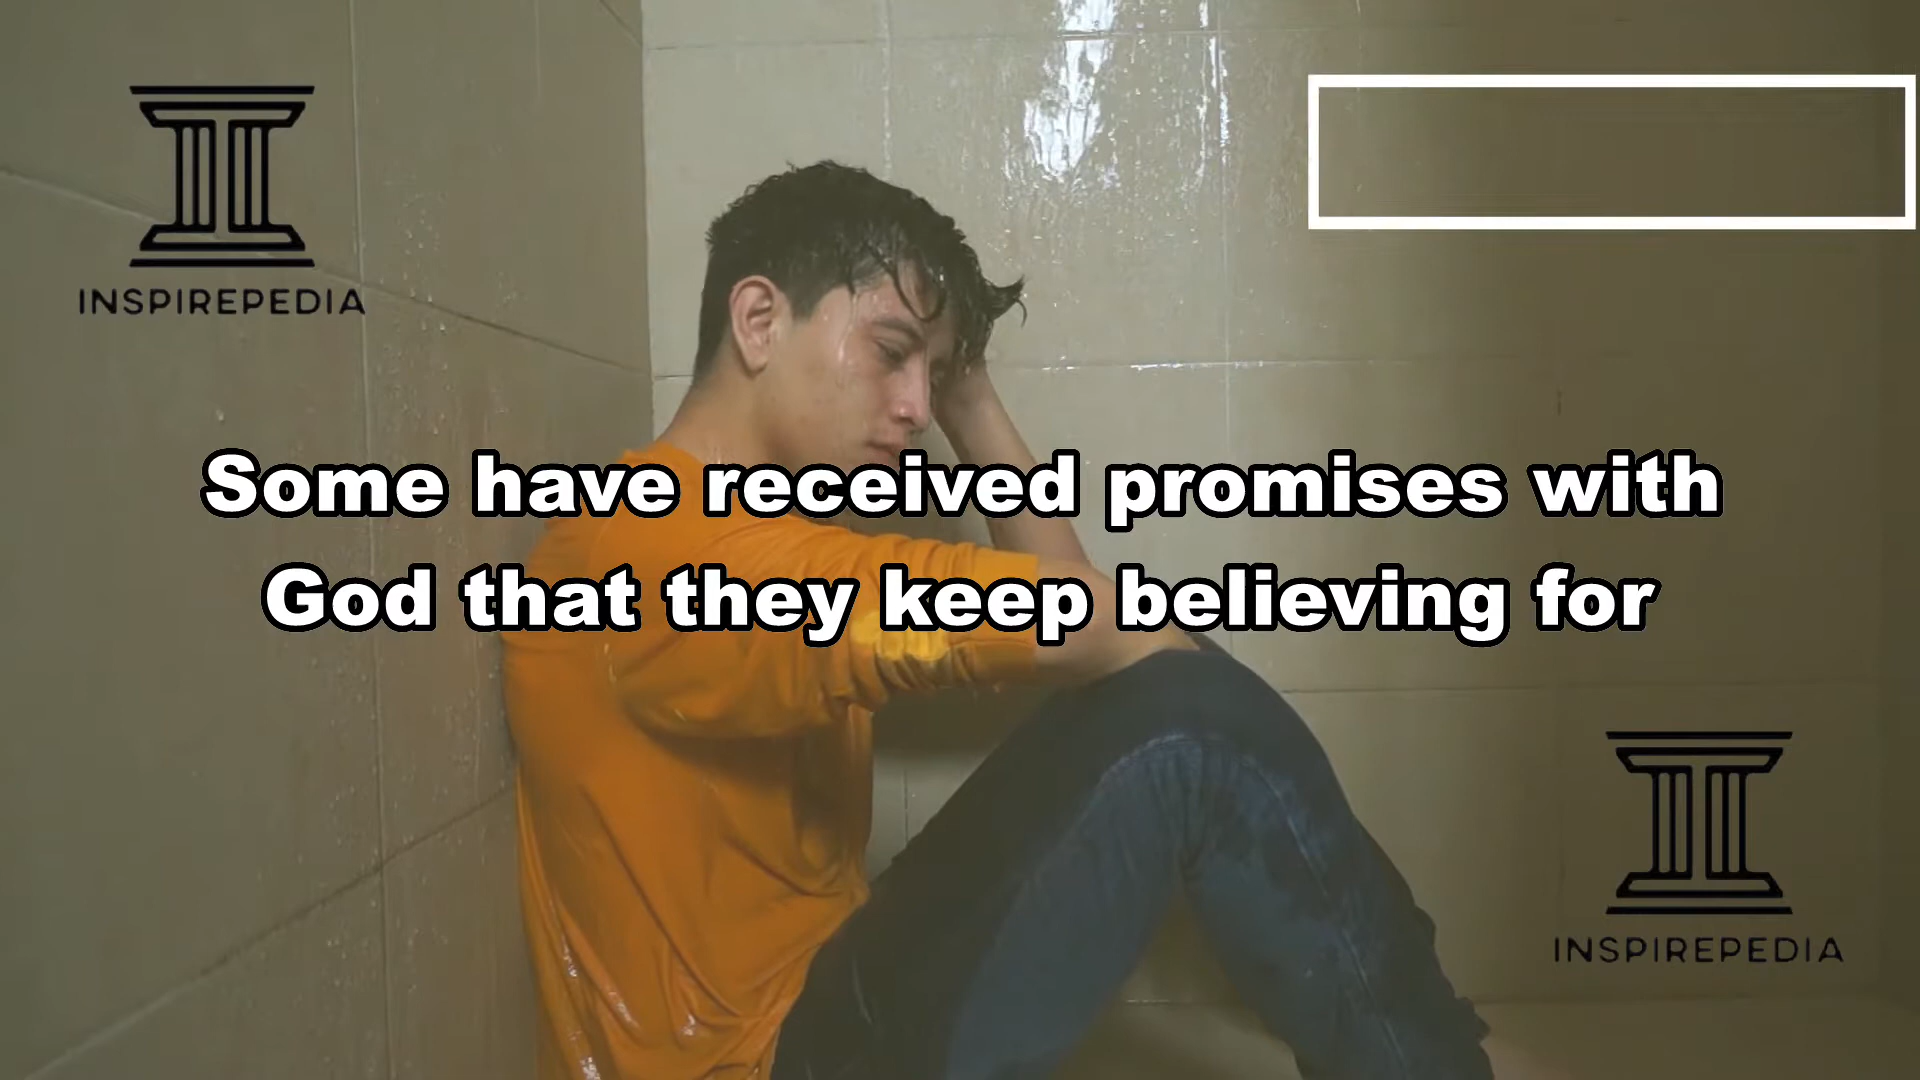 INSPIREPEDIA
Some have received promises with
God that they keep believing for
INSPIREPEDIA